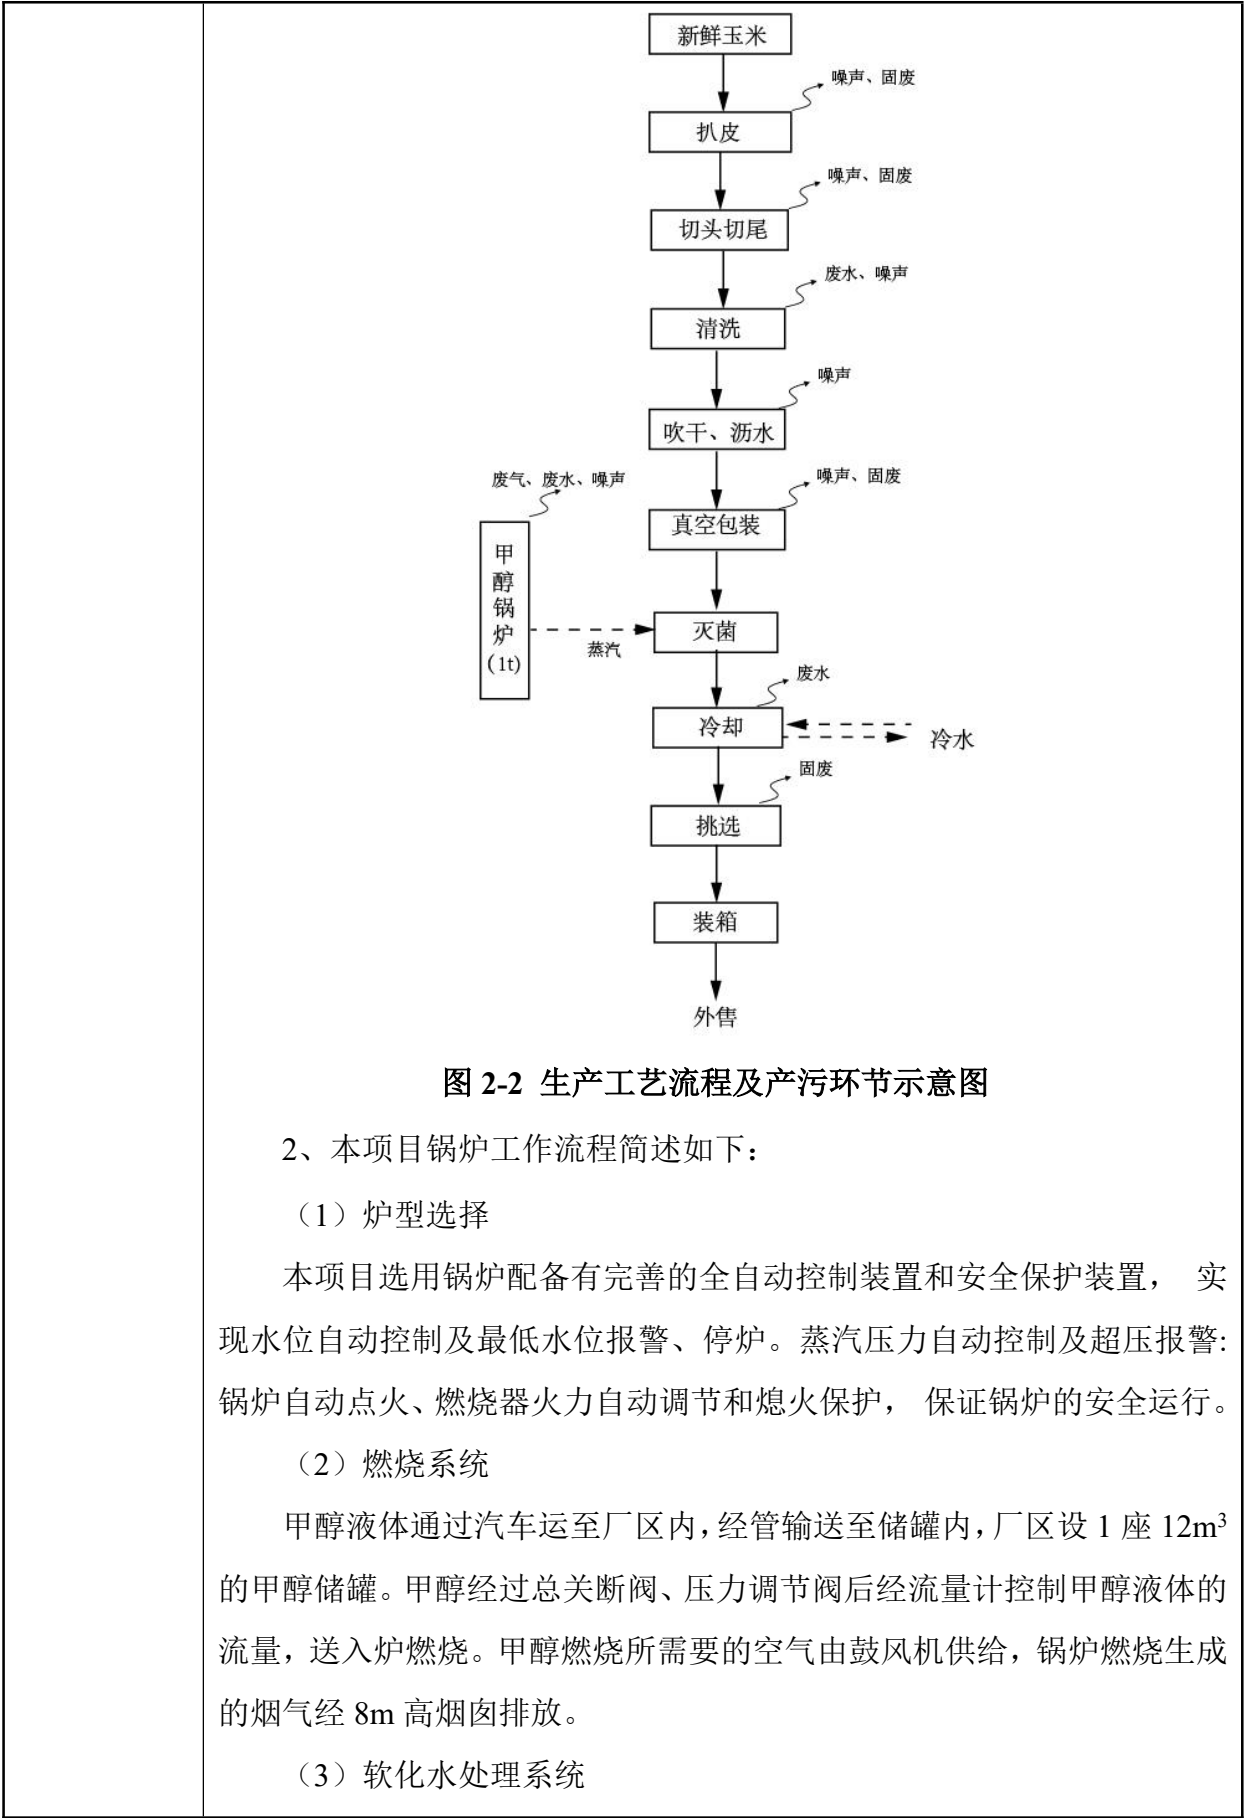 新鲜玉米
噪声、固废
扒皮
噪声、固废
切头切尾
废水、噪声
清洗
噪声
吹干、沥水
废气、废水、噪声
噪声、固废
真空包装
甲醇锅炉(1t)
灭菌
蒸汽
废水
冷却
冷水
固废
挑选
装箱
外售
图 2-2 生产工艺流程及产污环节示意图
2、本项目锅炉工作流程简述如下：
（1）炉型选择
本项目选用锅炉配备有完善的全自动控制装置和安全保护装置， 实
现水位自动控制及最低水位报警、停炉。蒸汽压力自动控制及超压报警:
锅炉自动点火、燃烧器火力自动调节和熄火保护， 保证锅炉的安全运行。
（2）燃烧系统
甲醇液体通过汽车运至厂区内，经管输送至储罐内，厂区设 1 座 12m³
的甲醇储罐。甲醇经过总关断阀、压力调节阀后经流量计控制甲醇液体的
流量，送入炉燃烧。甲醇燃烧所需要的空气由鼓风机供给，锅炉燃烧生成
的烟气经 8m 高烟囱排放。
（3）软化水处理系统